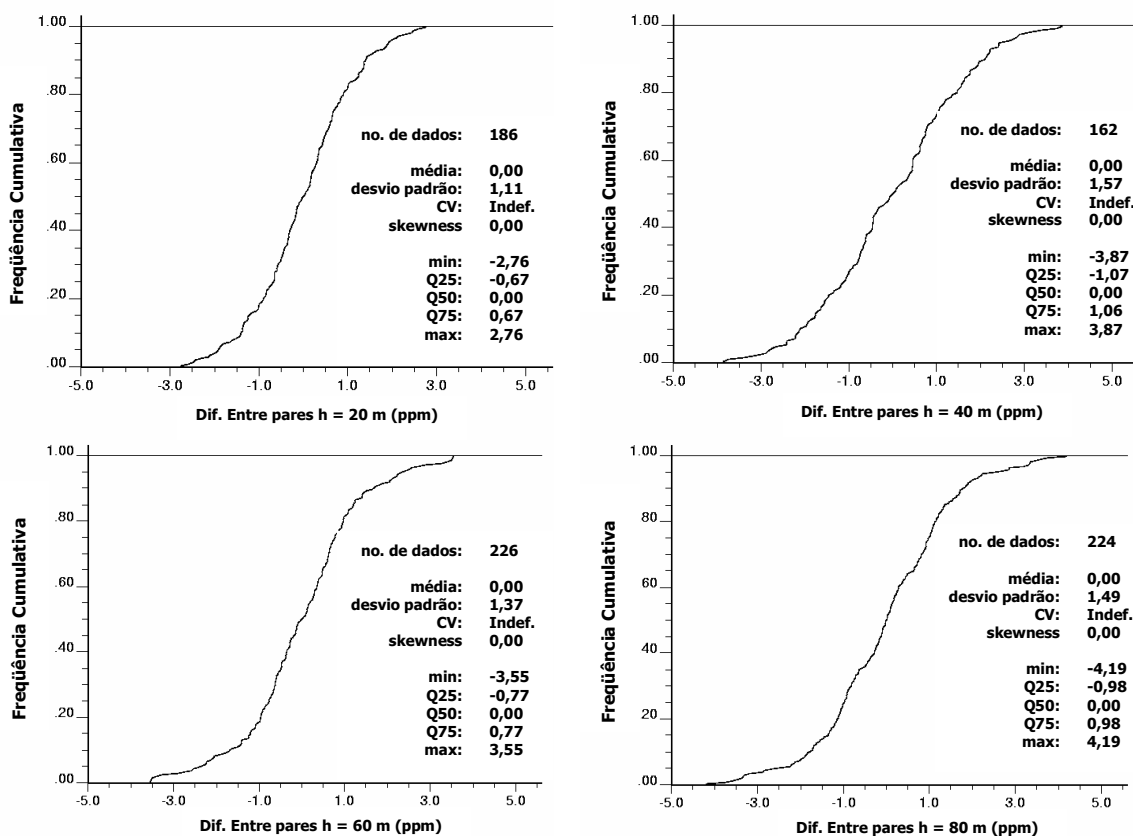 Freqüência Cumulativa
1.00
.80
.60
.40
.20
.00
no. de dados: 186
média: 0,00
desvio padrão: 1,11
CV: Indef.
skewness 0,00
min: -2,76
Q25: -0,67
Q50: 0,00
Q75: 0,67
max: 2,76
-5.0 -3.0 -1.0 1.0 3.0 5.0
Dif. Entre pares h = 20 m (ppm)
Freqüência Cumulativa
1.00
.80
.60
.40
.20
.00
no. de dados: 162
média: 0,00
desvio padrão: 1,57
CV: Indef.
skewness 0,00
min: -3,87
Q25: -1,07
Q50: 0,00
Q75: 1,06
max: 3,87
-5.0 -3.0 -1.0 1.0 3.0 5.0
Dif. Entre pares h = 40 m (ppm)
Freqüência Cumulativa
1.00
.80
.60
.40
.20
.00
no. de dados: 226
média: 0,00
desvio padrão: 1,37
CV: Indef.
skewness 0,00
min: -3,55
Q25: -0,77
Q50: 0,00
Q75: 0,77
max: 3,55
-5.0 -3.0 -1.0 1.0 3.0 5.0
Dif. Entre pares h = 60 m (ppm)
Freqüência Cumulativa
1.00
.80
.60
.40
.20
.00
no. de dados: 224
média: 0,00
desvio padrão: 1,49
CV: Indef.
skewness 0,00
min: -4,19
Q25: -0,98
Q50: 0,00
Q75: 0,98
max: 4,19
-5.0 -3.0 -1.0 1.0 3.0 5.0
Dif. Entre pares h = 80 m (ppm)